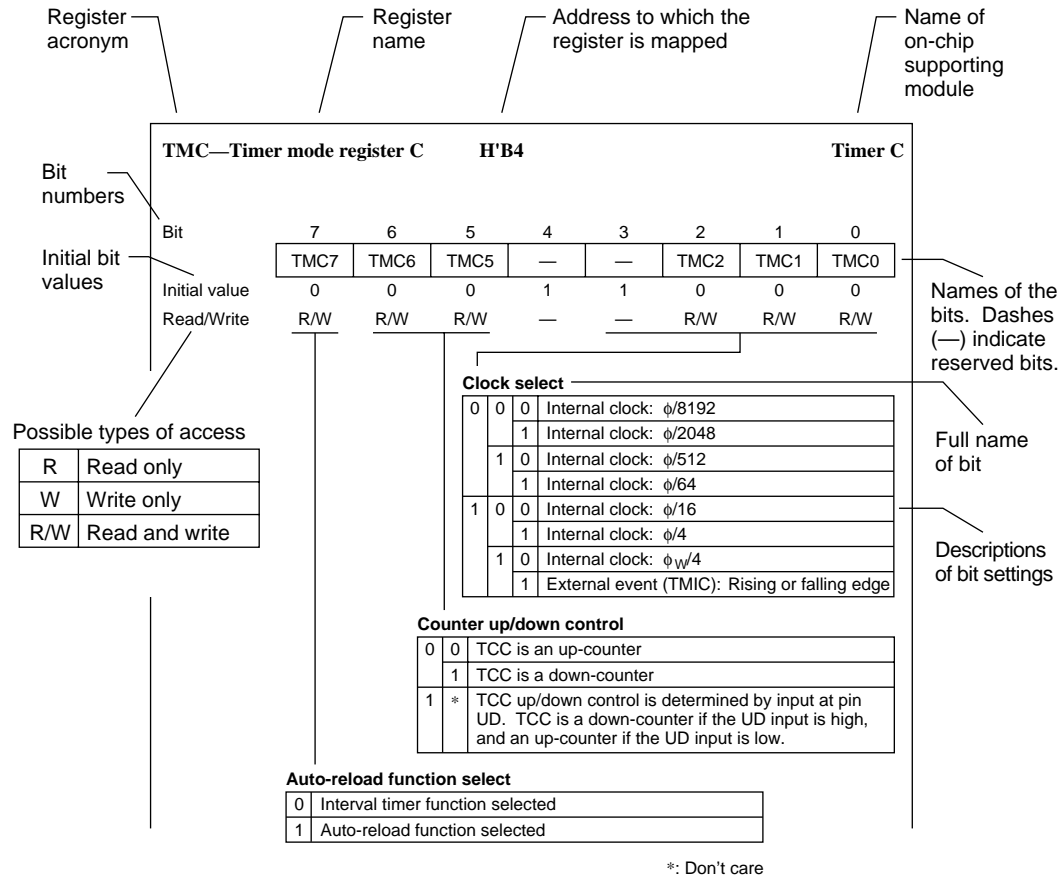 Register acronym
Register name
Address to which the register is mapped
Name of on-chip supporting module
TMC—Timer mode register C H'B4 Timer C
Bit numbers
Bit 7 6 5 4 3 2 1 0
TMC7 TMC6 TMC5 — — TMC2 TMC1 TMC0
Initial bit values
Initial value 0 0 0 1 1 0 0 0
Read/Write R/W R/W R/W — — R/W R/W R/W
Names of the bits. Dashes (—) indicate reserved bits.
Possible types of access
R Read only
W Write only
R/W Read and write
Clock select
0 0 0 Internal clock: ϕ/8192
1 Internal clock: ϕ/2048
1 0 Internal clock: ϕ/512
1 Internal clock: ϕ/64
1 0 0 Internal clock: ϕ/16
1 Internal clock: ϕ/4
1 0 Internal clock: ϕW/4
1 External event (TMIC): Rising or falling edge
Full name of bit
Descriptions of bit settings
Counter up/down control
0 0 TCC is an up-counter
1 TCC is a down-counter
1 * TCC up/down control is determined by input at pin
UD. TCC is a down-counter if the UD input is high,
and an up-counter if the UD input is low.
Auto-reload function select
0 Interval timer function selected
1 Auto-reload function selected
*: Don't care